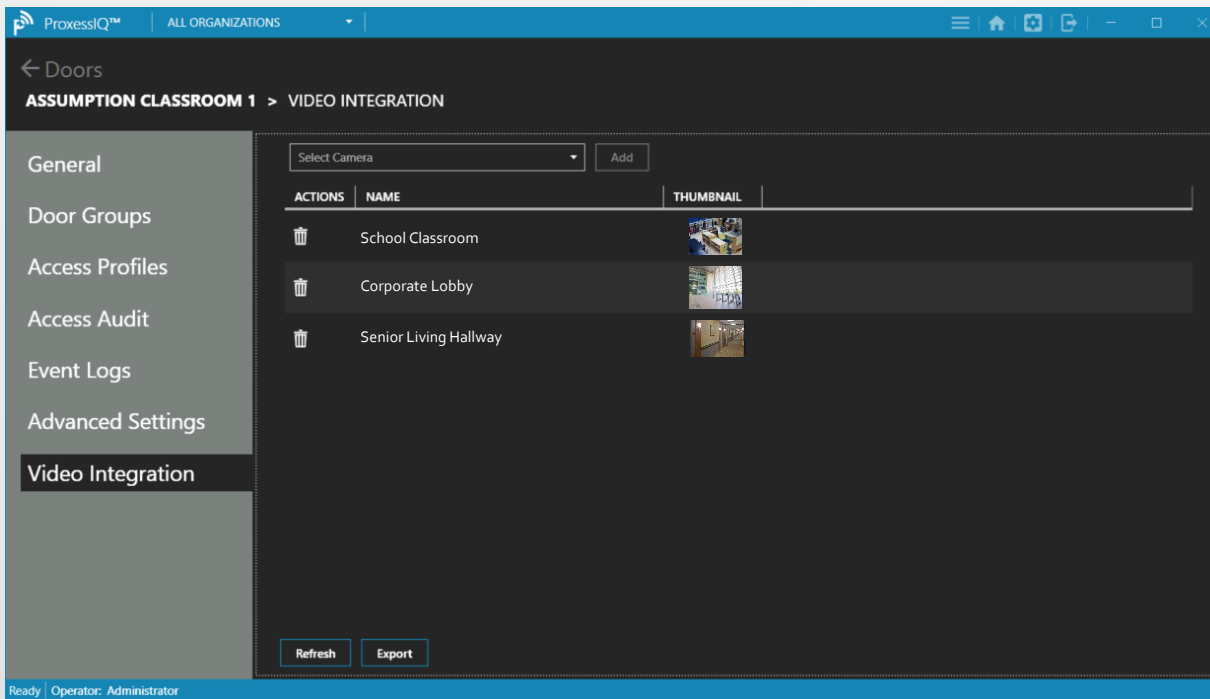 ProxessIQ™ ALL ORGANIZATIONS
Doors
ASSUMPTION CLASSROOM 1 > VIDEO INTEGRATION
General
Door Groups
Access Profiles
Access Audit
Event Logs
Advanced Settings
Video Integration
Select Camera Add
ACTIONS NAME THUMBNAIL
School Classroom
Corporate Lobby
Senior Living Hallway
Refresh Export
Ready Operator: Administrator